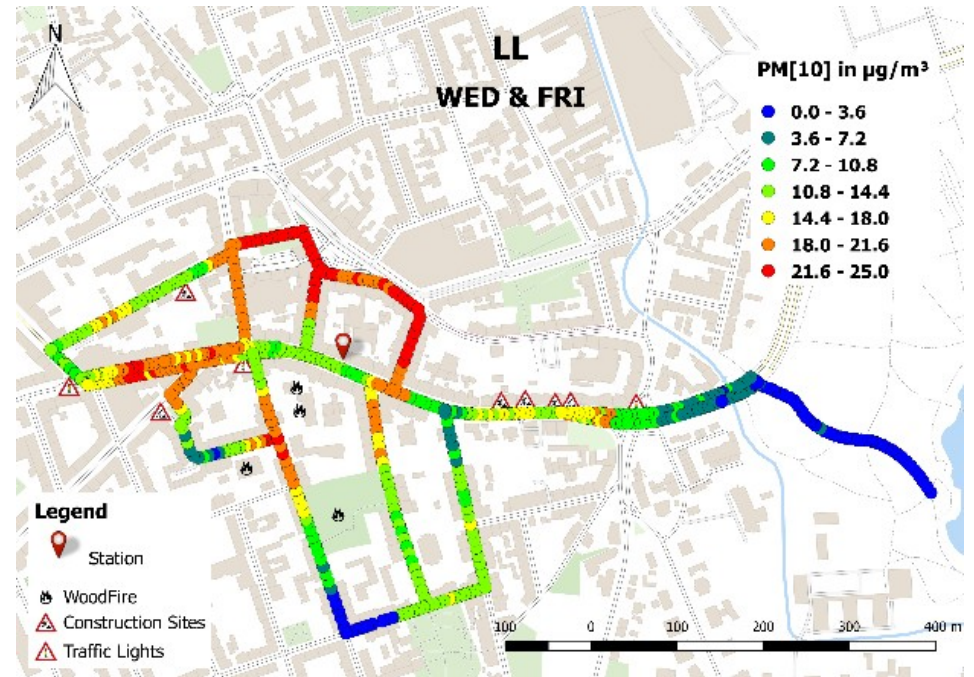 N
LL
WED & FRI
PM[10] in µg/m³
0.0 - 3.6
3.6 - 7.2
7.2 - 10.8
10.8 - 14.4
14.4 - 18.0
18.0 - 21.6
21.6 - 25.0
Legend
Station
WoodFire
Construction Sites
Traffic Lights
100 0 100 200 300 400 m